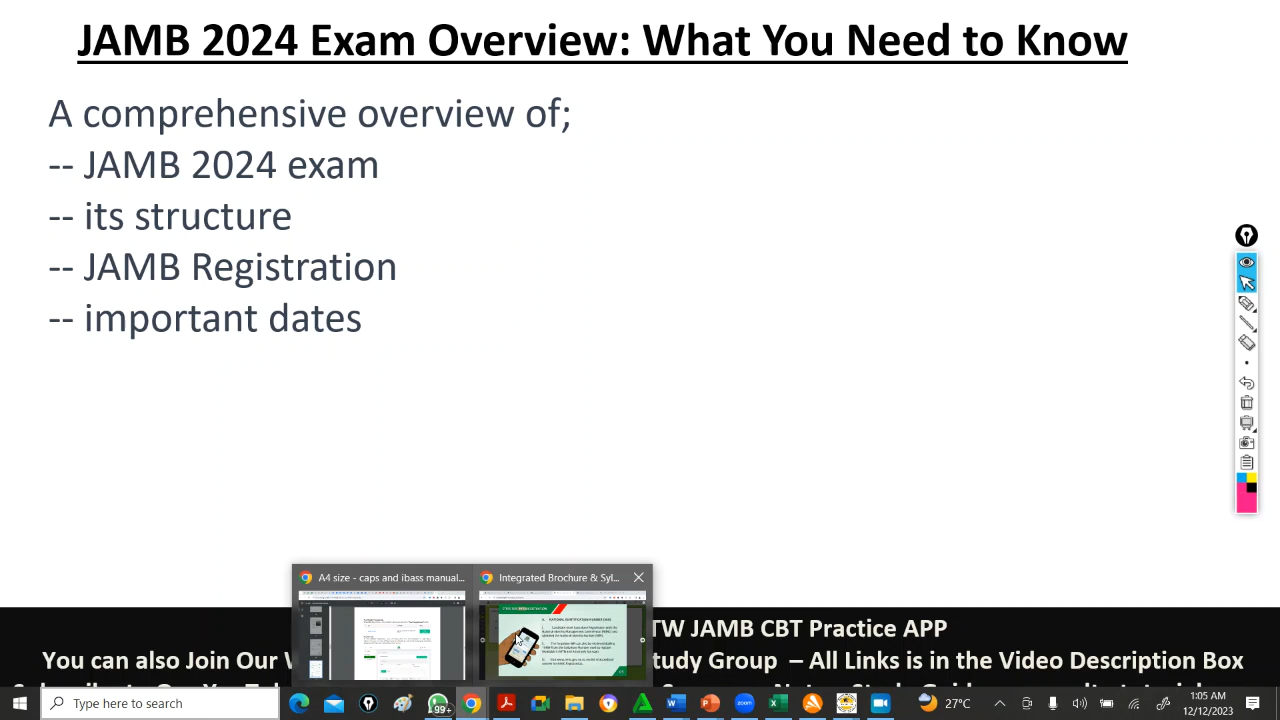 JAMB 2024 Exam Overview: What You Need to Know
A comprehensive overview of;
-- JAMB 2024 exam
-- its structure
-- JAMB Registration
-- important dates
A4 size - caps and ibass manual...
Integrated Brochure & Syl...
TWJAMB CBT Practice APP
You can also Join Our
tudy Group – All Links is in the Video Description Box
Type here to search
99+
27°C
1:05 AM
12/12/2023